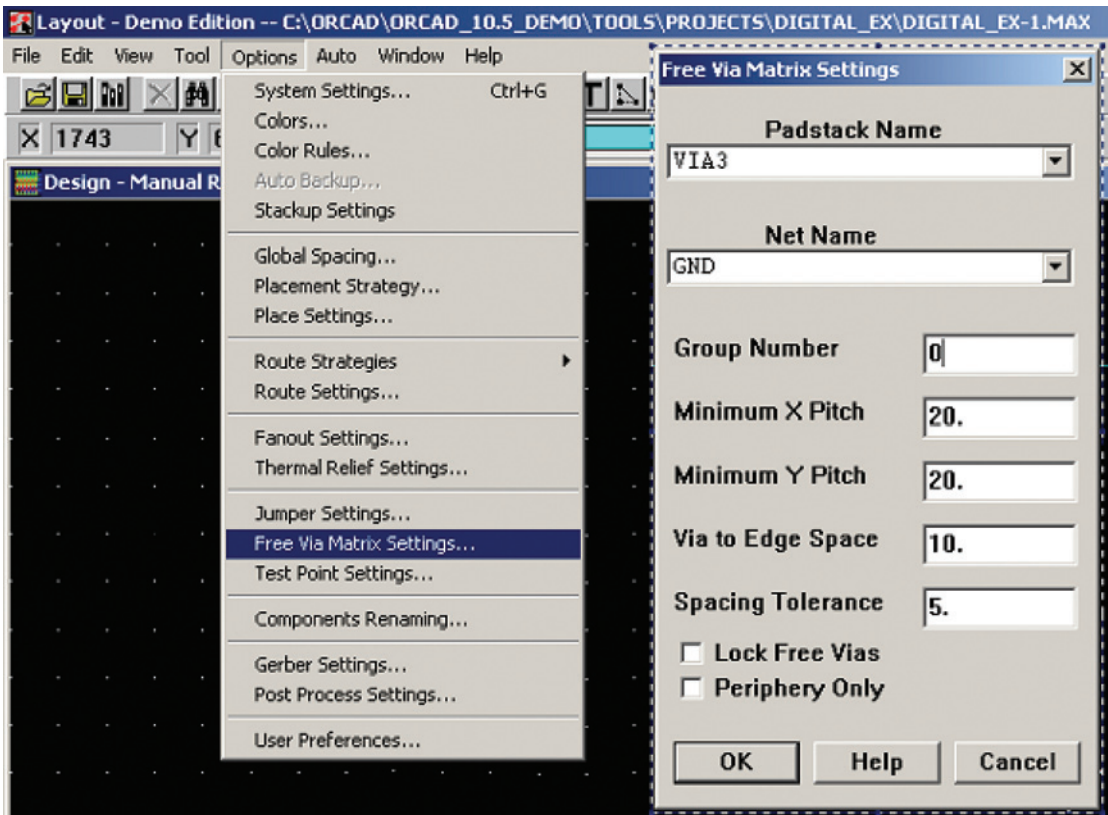 Layout - Demo Edition -- C:\ORCAD\ORCAD_10.5_DEMO\TOOLS\PROJECTS\DIGITAL_EX\DIGITAL_EX-1.MAX
File Edit View Tool Options Auto Window Help
X 1743 Y
Design - Manual
System Settings... Ctrl+G
Colors...
Color Rules...
Auto Backup...
Stackup Settings
Global Spacing...
Placement Strategy...
Place Settings...
Route Strategies
Route Settings...
Fanout Settings...
Thermal Relief Settings...
Jumper Settings...
Free Via Matrix Settings...
Test Point Settings...
Components Renaming...
Gerber Settings...
Post Process Settings...
User Preferences...
T
Free Via Matrix Settings
Padstack Name
VIA3
Net Name
GND
Group Number 0
Minimum X Pitch 20.
Minimum Y Pitch 20.
Via to Edge Space 10.
Spacing Tolerance 5.
Lock Free Vias
Periphery Only
OK Help Cancel